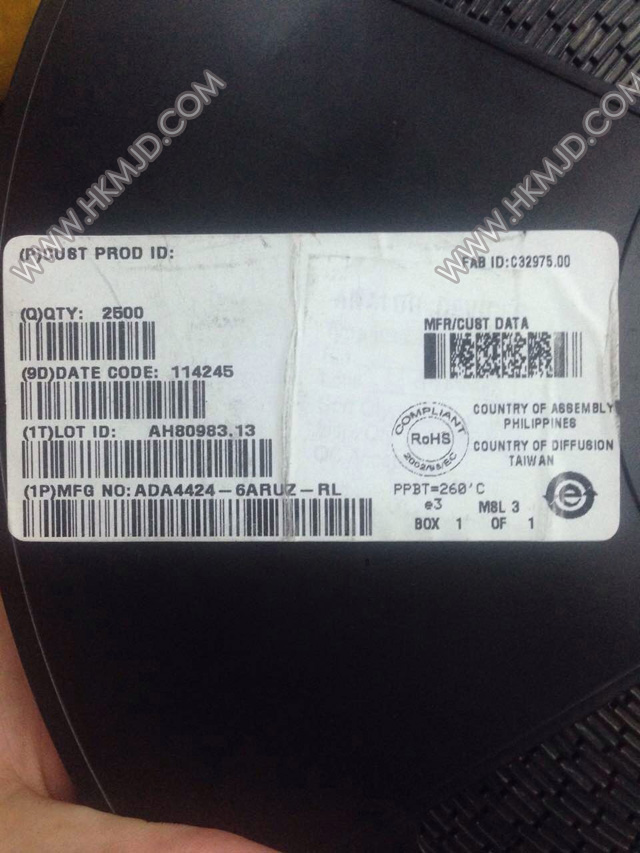 WWW.HKMJD.COM
WWW.HKMJD.COM
(P)CUST PROD ID:
FAB ID:C32975.00
(Q)QTY: 2500
MFR/CUST DATA
(9D)DATE CODE: 114245
(1T)LOT ID: AH80983.13
COMPLIANT
RoHS
2002/95/EC
COUNTRY OF ASSEMBLY
PHILIPPINES
COUNTRY OF DIFFUSION
TAIWAN
(1P)MFG NO:ADA4424-6ARUZ-RL
PPBT=260'C
e3 MSL 3
BOX 1 OF 1
e